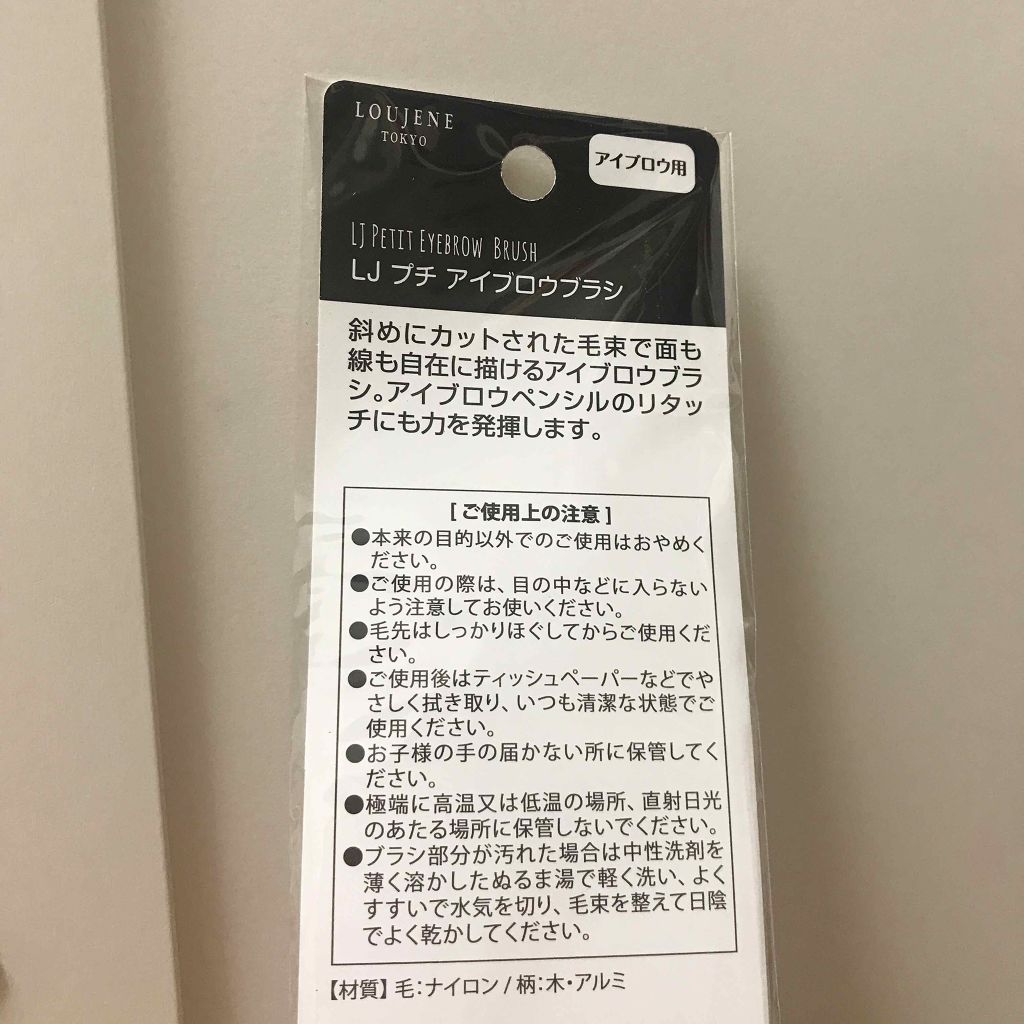 LOUJENE
TOKYO
アイブロウ用
LJ PETIT EYEBROW BRUSH
LJ プチ アイブロウブラシ
斜めにカットされた毛束で面も
線も自在に描けるアイブロウブラ
シ。アイブロウペンシルのリタッ
チにも力を発揮します。
[ ご使用上の注意 ]
●本来の目的以外でのご使用はおやめく
ださい。
●ご使用の際は、目の中などに入らない
よう注意してお使いください。
●毛先はしっかりほぐしてからご使用くだ
さい。
●ご使用後はティッシュペーパーなどでや
さしく拭き取り、いつも清潔な状態でご
使用ください。
●お子様の手の届かない所に保管してく
ださい。
●極端に高温又は低温の場所、直射日光
のあたる場所に保管しないでください。
●ブラシ部分が汚れた場合は中性洗剤を
薄く溶かしたぬるま湯で軽く洗い、よく
すすいで水気を切り、毛束を整えて日陰
でよく乾かしてください。
【材質】毛：ナイロン / 柄：木・アルミ